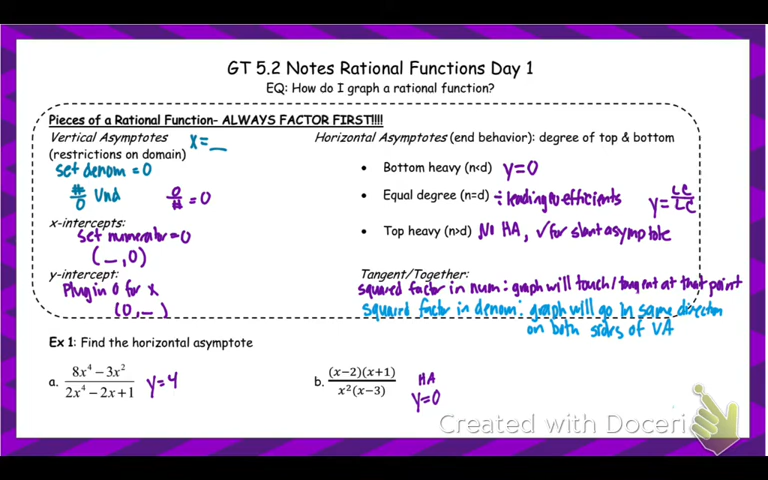 GT 5.2 Notes Rational Functions Day 1
EQ: How do I graph a rational function?
Pieces of a Rational Function- ALWAYS FACTOR FIRST!!!!
Vertical Asymptotes x=_
(restrictions on domain)
set denom = 0
#/0 Und 0/# = 0
x-intercepts:
Set numerator = 0
(_,0)
y-intercept:
Plug in 0 for x
(0,_)
Horizontal Asymptotes (end behavior): degree of top & bottom
• Bottom heavy (n<d) y=0
• Equal degree (n=d) ÷ leading coefficients y=LC/LC
• Top heavy (n>d) No HA, ✓ for slant asymptote
Tangent/Together:
squared factor in num: graph will touch/tangent at that point
squared factor in denom: graph will go in same direction
on both sides of VA
Ex 1: Find the horizontal asymptote
a. (8x⁴−3x²)/(2x⁴−2x+1) y=4
b. (x−2)(x+1)/x²(x−3) HA
y=0
Created with Doceri